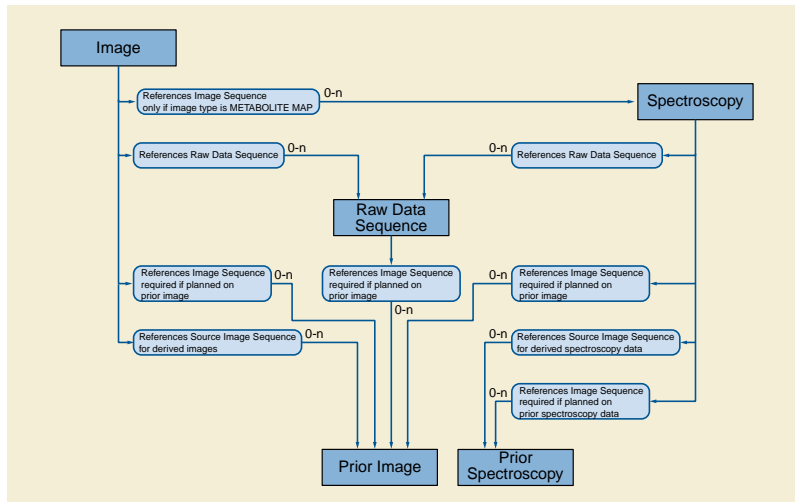 Image
References Image Sequence
only if image type is METABOLITE MAP
0-n
Spectroscopy
References Raw Data Sequence
0-n
0-n
References Raw Data Sequence
Raw Data
Sequence
References Image Sequence
required if planned on
prior image
0-n
References Image Sequence
required if planned on
prior image
0-n
0-n
References Image Sequence
required if planned on
prior image
References Source Image Sequence
for derived images
0-n
0-n
References Source Image Sequence
for derived spectroscopy data
0-n
References Image Sequence
required if planned on
prior spectroscopy data
Prior Image
Prior
Spectroscopy